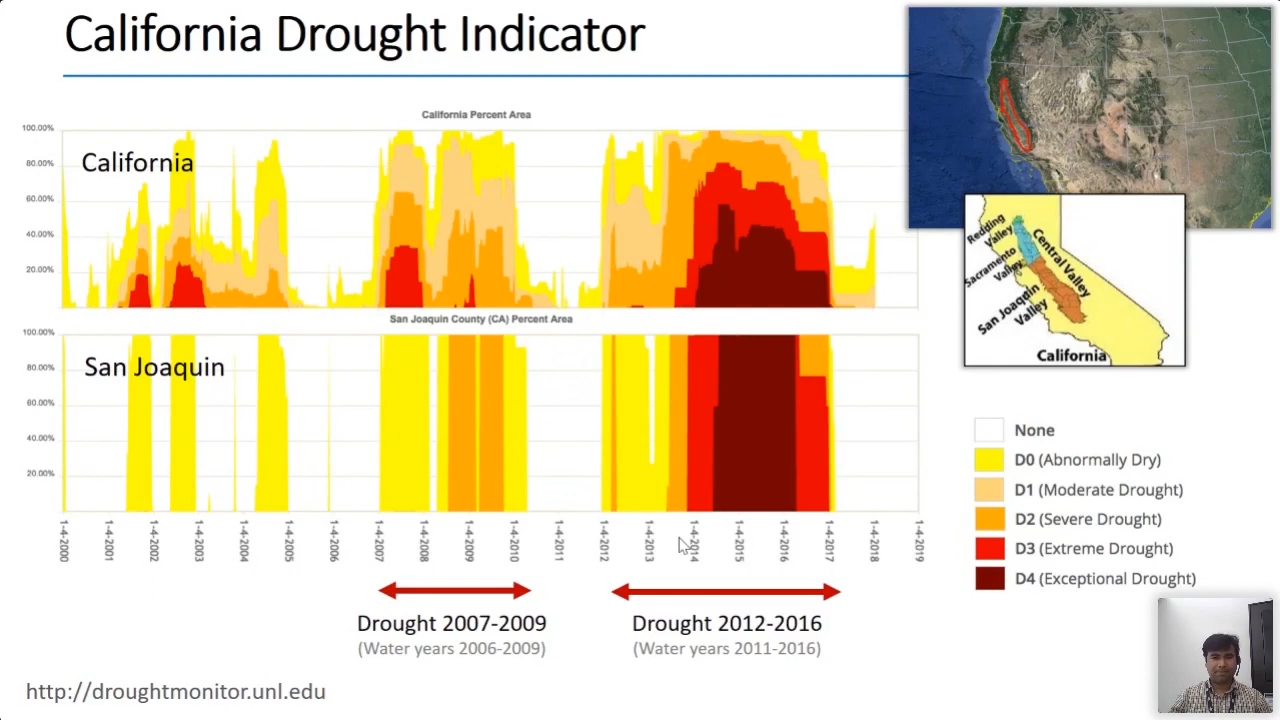 California Drought Indicator
California Percent Area
100.00%
80.00%
60.00%
40.00%
20.00%
California
San Joaquin County (CA) Percent Area
100.00%
80.00%
60.00%
40.00%
20.00%
San Joaquin
1-4-2000
1-4-2001
1-4-2002
1-4-2003
1-4-2004
1-4-2005
1-4-2006
1-4-2007
1-4-2008
1-4-2009
1-4-2010
1-4-2011
1-4-2012
1-4-2013
1-4-2014
1-4-2015
1-4-2016
1-4-2017
1-4-2018
1-4-2019
Drought 2007-2009
(Water years 2006-2009)
Drought 2012-2016
(Water years 2011-2016)
Redding
Valley
Sacramento
Valley
Central Valley
San Joaqdin
Valley
California
None
D0 (Abnormally Dry)
D1 (Moderate Drought)
D2 (Severe Drought)
D3 (Extreme Drought)
D4 (Exceptional Drought)
http://droughtmonitor.unl.edu